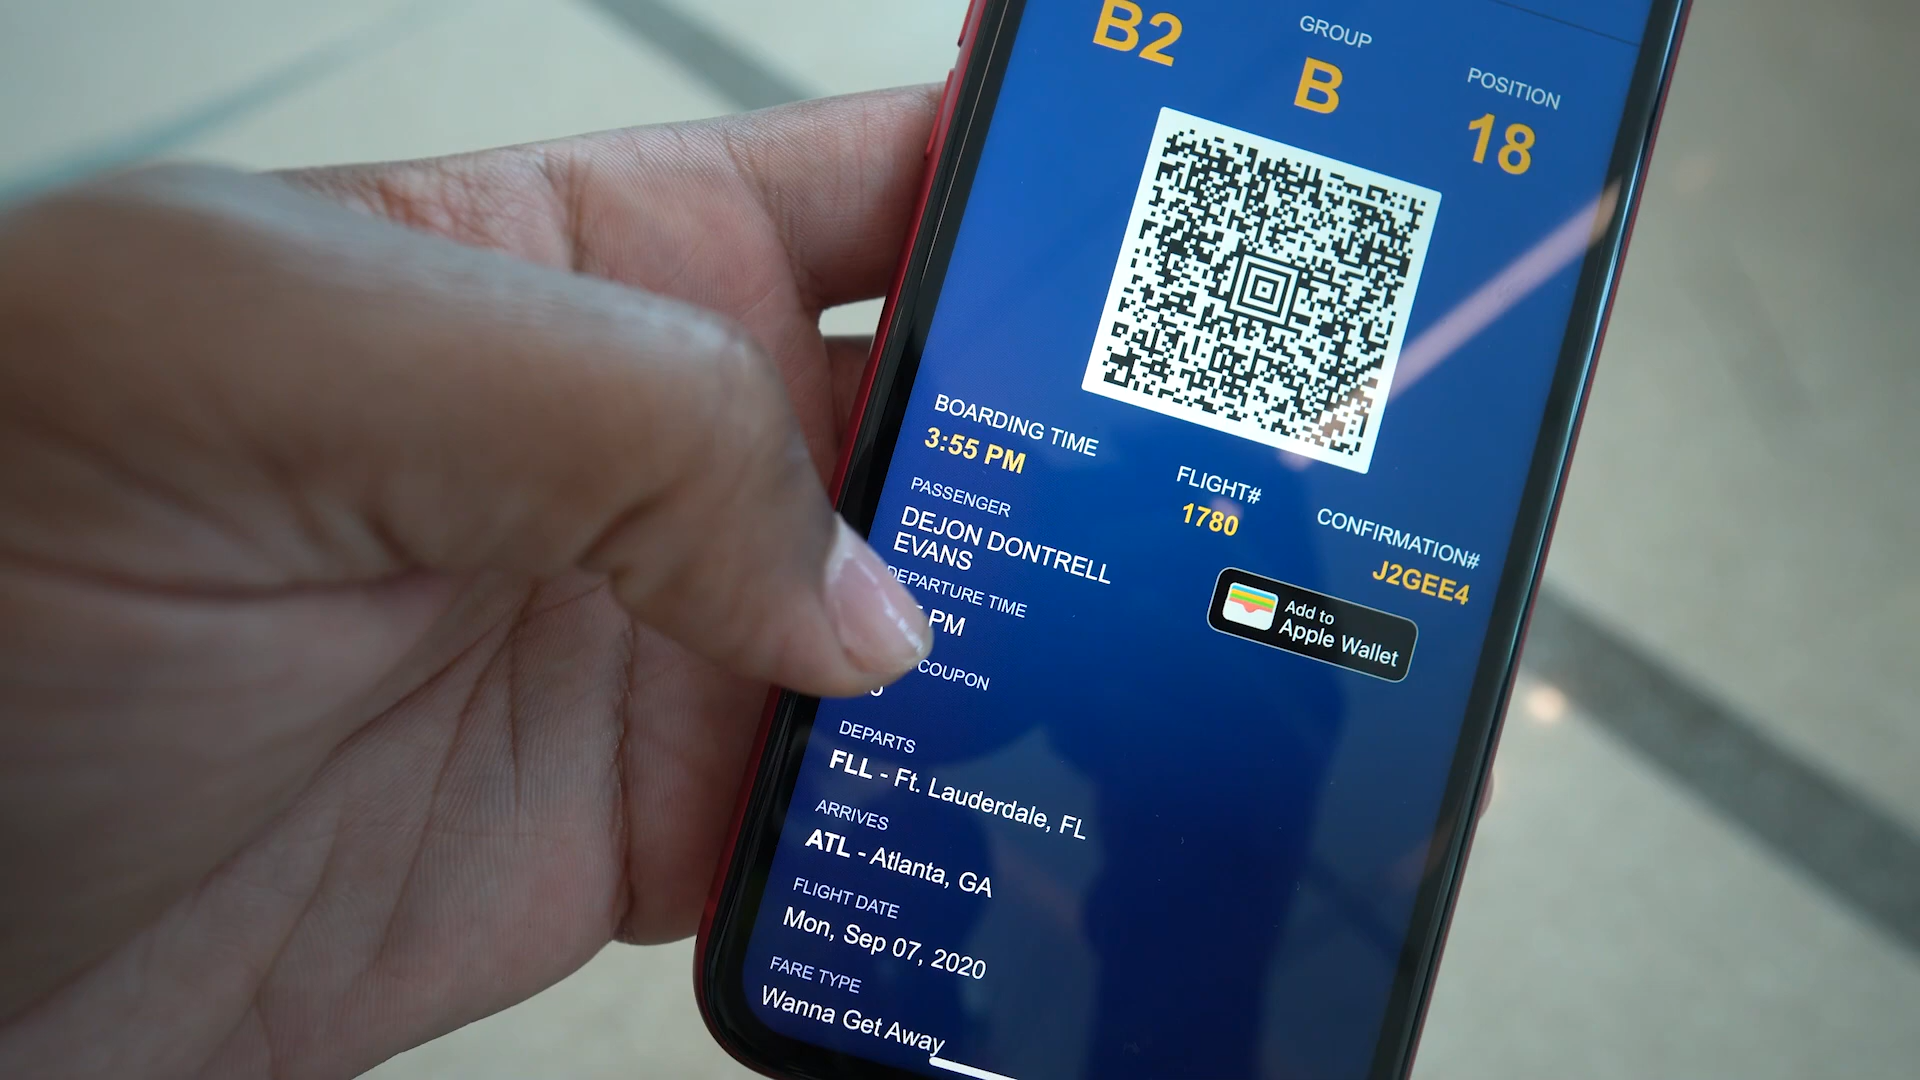 B2
GROUP
B
POSITION
18
BOARDING TIME
3:55 PM
FLIGHT#
1780
CONFIRMATION#
J2GEE4
PASSENGER
DEJON DONTRELL
EVANS
DEPARTURE TIME
PM
COUPON
Add to
Apple Wallet
DEPARTS
FLL - Ft. Lauderdale, FL
ARRIVES
ATL - Atlanta, GA
FLIGHT DATE
Mon, Sep 07, 2020
FARE TYPE
Wanna Get Away